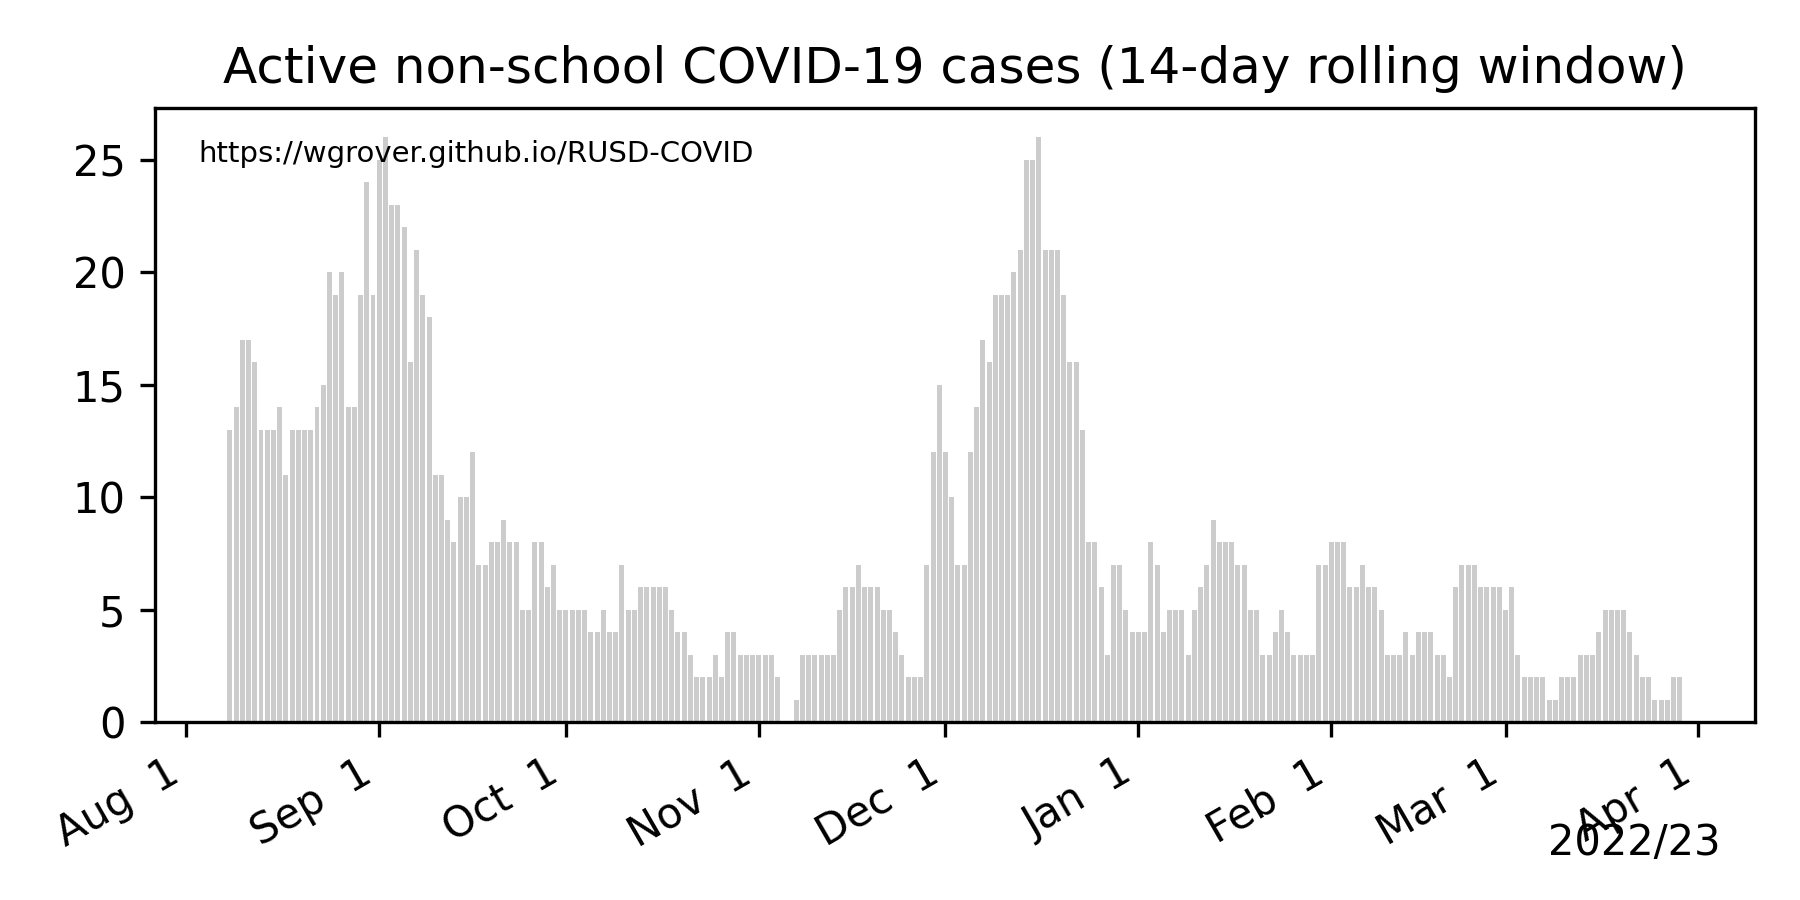 Active non-school COVID-19 cases (14-day rolling window)
https://wgrover.github.io/RUSD-COVID
25
20
15
10
5
0
Aug 1
Sep 1
Oct 1
Nov 1
Dec 1
Jan 1
Feb 1
Mar 1
Apr 1
2022/23